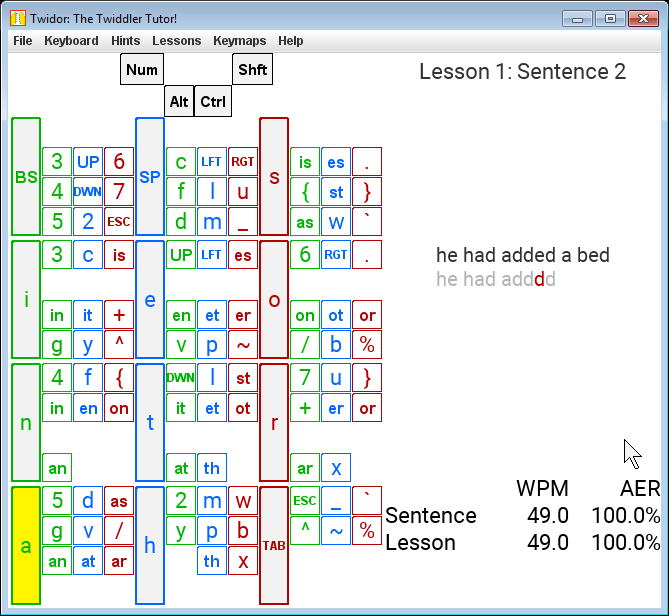 Twidor: The Twiddler Tutor!
File Keyboard Hints Lessons Keymaps Help
Num Shft
Alt Ctrl
Lesson 1: Sentence 2
BS SP s
3 UP 6 c LFT RGT is es .
4 DWN 7 f l u { st }
5 2 ESC d m _ as w `
i e o
3 c is UP LFT es 6 RGT .
in it + en et er on ot or
g y ^ v p ~ / b %
he had added a bed
he had addd d
n t r
4 f { DWN l st 7 u }
in en on it et ot + er or
an at th ar x
a h TAB
5 d as 2 m w ESC _ `
g v / y p b ^ ~ %
an at ar th x
WPM AER
Sentence 49.0 100.0%
Lesson 49.0 100.0%